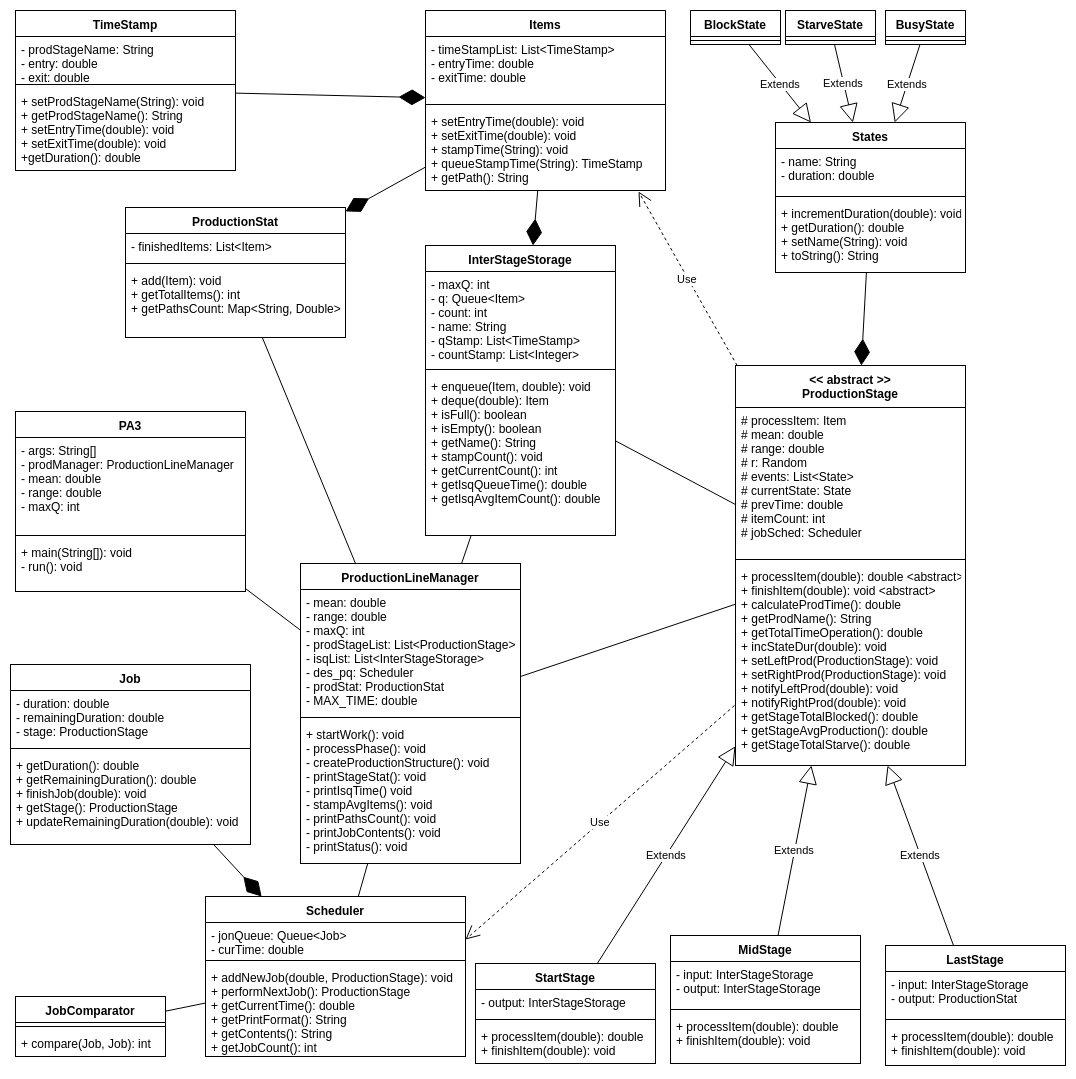 TimeStamp
- prodStageName: String
- entry: double
- exit: double
+ setProdStageName(String): void
+ getProdStageName(): String
+ setEntryTime(double): void
+ setExitTime(double): void
+getDuration(): double
Items
- timeStampList: List<TimeStamp>
- entryTime: double
- exitTime: double
+ setEntryTime(double): void
+ setExitTime(double): void
+ stampTime(String): void
+ queueStampTime(String): TimeStamp
+ getPath(): String
BlockState
StarveState
BusyState
Extends
Extends
Extends
States
- name: String
- duration: double
+ incrementDuration(double): void
+ getDuration(): double
+ setName(String): void
+ toString(): String
ProductionStat
- finishedItems: List<Item>
+ add(Item): void
+ getTotalItems(): int
+ getPathsCount: Map<String, Double>
InterStageStorage
- maxQ: int
- q: Queue<Item>
- count: int
- name: String
- qStamp: List<TimeStamp>
- countStamp: List<Integer>
+ enqueue(Item, double): void
+ deque(double): Item
+ isFull(): boolean
+ isEmpty(): boolean
+ getName(): String
+ stampCount(): void
+ getCurrentCount(): int
+ getIsqQueueTime(): double
+ getIsqAvgItemCount(): double
Use
<< abstract >>
ProductionStage
# processItem: Item
# mean: double
# range: double
# r: Random
# events: List<State>
# currentState: State
# prevTime: double
# itemCount: int
# jobSched: Scheduler
+ processItem(double): double <abstract>
+ finishItem(double): void <abstract>
+ calculateProdTime(): double
+ getProdName(): String
+ getTotalTimeOperation(): double
+ incStateDur(double): void
+ setLeftProd(ProductionStage): void
+ setRightProd(ProductionStage): void
+ notifyLeftProd(double): void
+ notifyRightProd(double): void
+ getStageTotalBlocked(): double
+ getStageAvgProduction(): double
+ getStageTotalStarve(): double
PA3
- args: String[]
- prodManager: ProductionLineManager
- mean: double
- range: double
- maxQ: int
+ main(String[]): void
- run(): void
ProductionLineManager
- mean: double
- range: double
- maxQ: int
- prodStageList: List<ProductionStage>
- isqList: List<InterStageStorage>
- des_pq: Scheduler
- prodStat: ProductionStat
- MAX_TIME: double
+ startWork(): void
- processPhase(): void
- createProductionStructure(): void
- printStageStat(): void
- printIsqTime() void
- stampAvgItems(): void
- printPathsCount(): void
- printJobContents(): void
- printStatus(): void
Job
- duration: double
- remainingDuration: double
- stage: ProductionStage
+ getDuration(): double
+ getRemainingDuration(): double
+ finishJob(double): void
+ getStage(): ProductionStage
+ updateRemainingDuration(double): void
Use
Extends
Extends
Extends
Scheduler
- jonQueue: Queue<Job>
- curTime: double
+ addNewJob(double, ProductionStage): void
+ performNextJob(): ProductionStage
+ getCurrentTime(): double
+ getPrintFormat(): String
+ getContents(): String
+ getJobCount(): int
JobComparator
+ compare(Job, Job): int
StartStage
- output: InterStageStorage
+ processItem(double): double
+ finishItem(double): void
MidStage
- input: InterStageStorage
- output: InterStageStorage
+ processItem(double): double
+ finishItem(double): void
LastStage
- input: InterStageStorage
- output: ProductionStat
+ processItem(double): double
+ finishItem(double): void